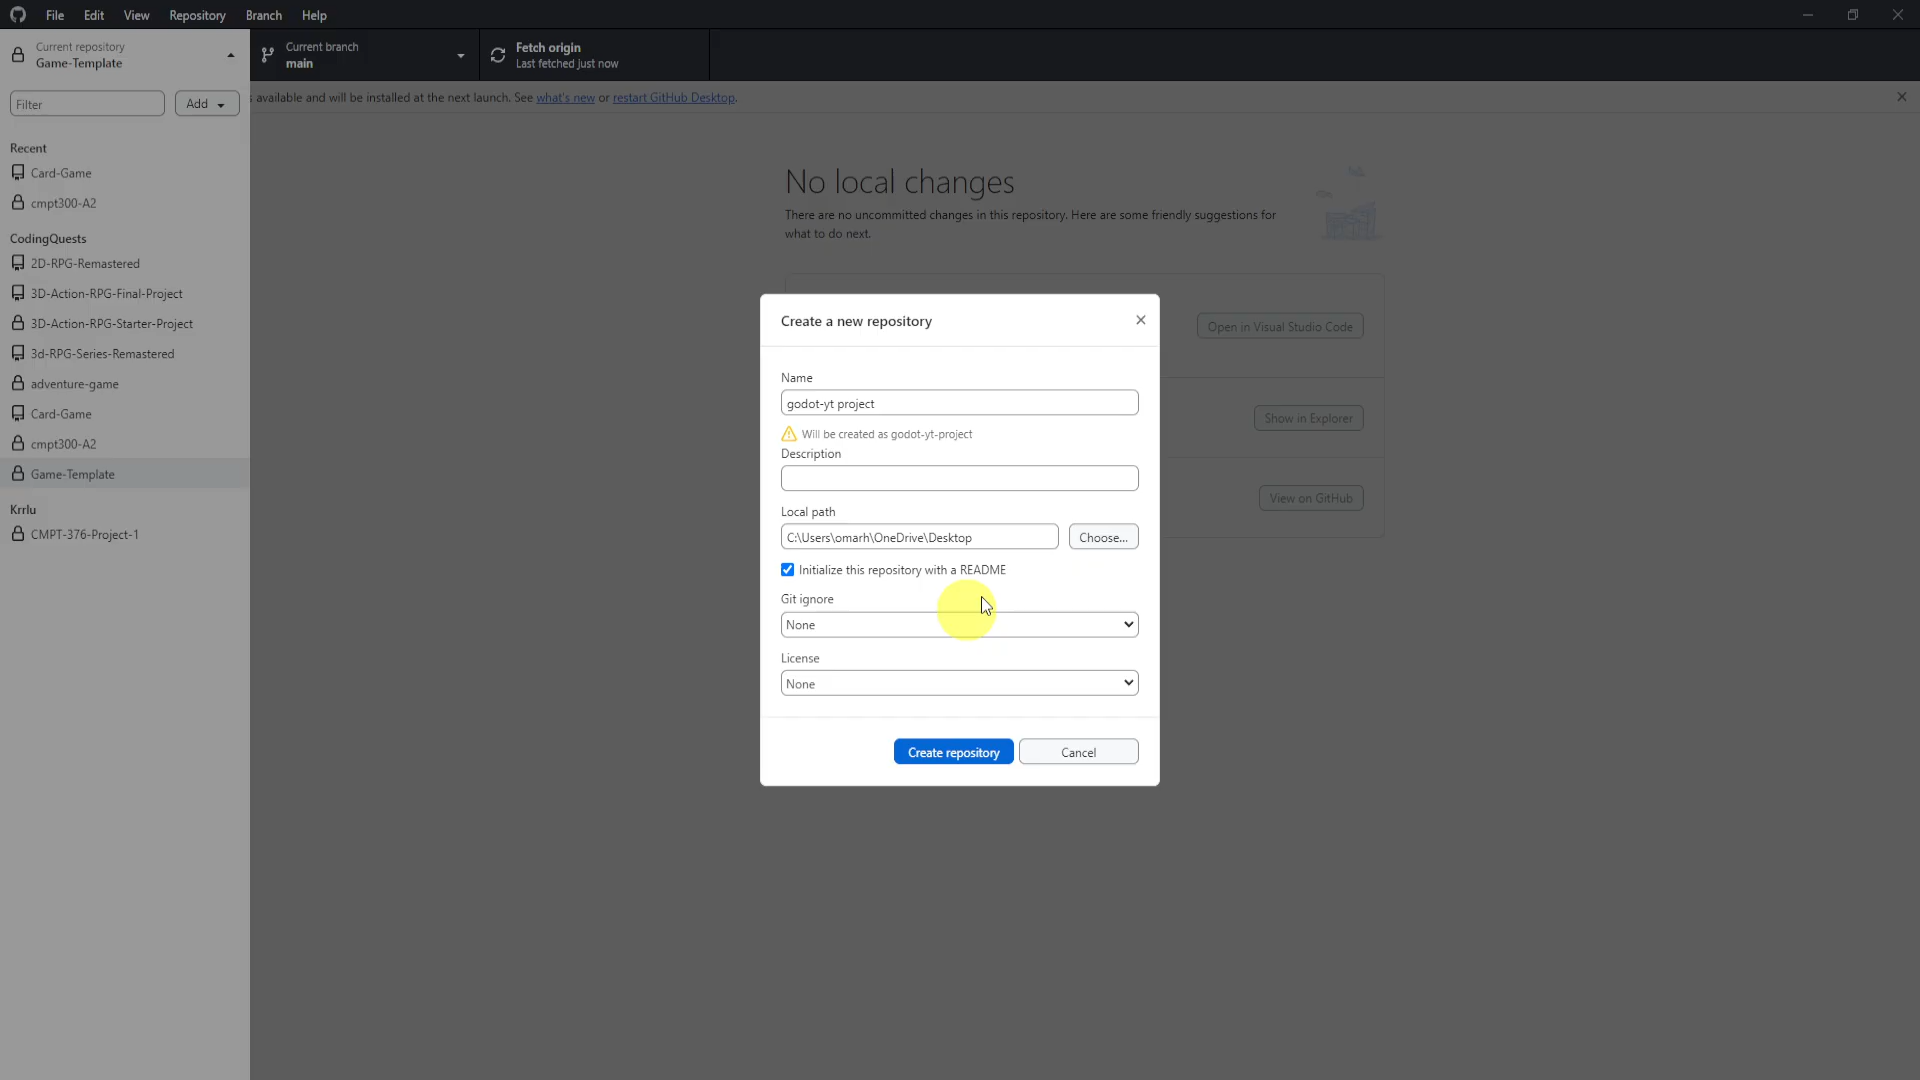 File Edit View Repository Branch Help
Current repository
Game-Template
Current branch
main
Fetch origin
Last fetched just now
Filter
Add
available and will be installed at the next launch. See what's new or restart GitHub Desktop.
Recent
Card-Game
cmpt300-A2
CodingQuests
2D-RPG-Remastered
3D-Action-RPG-Final-Project
3D-Action-RPG-Starter-Project
3d-RPG-Series-Remastered
adventure-game
Card-Game
cmpt300-A2
Game-Template
Krrlu
CMPT-376-Project-1
No local changes
There are no uncommitted changes in this repository. Here are some friendly suggestions for
what to do next.
Open in Visual Studio Code
Show in Explorer
View on GitHub
Create a new repository
Name
godot-yt project
Will be created as godot-yt-project
Description
Local path
C:\Users\omarh\OneDrive\Desktop
Choose...
Initialize this repository with a README
Git ignore
None
License
None
Create repository
Cancel